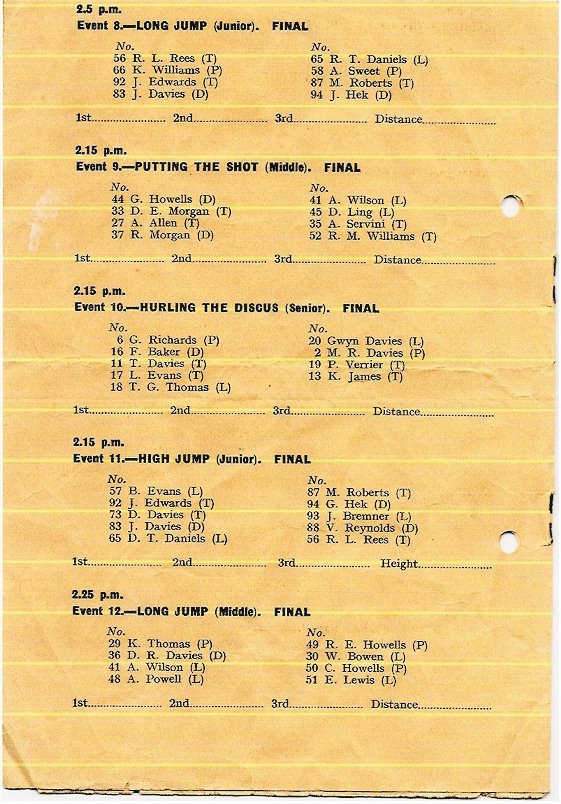 2.5 p.m.
Event 8.—LONG JUMP (Junior). FINAL
No.
56 R. L. Rees (T)
66 K. Williams (P)
92 J. Edwards (T)
83 J. Davies (D)
No.
65 R. T. Daniels (L)
58 A. Sweet (P)
87 M. Roberts (T)
94 J. Hek (D)
1st.............................. 2nd.............................. 3rd.............................. Distance..............................
2.15 p.m.
Event 9.—PUTTING THE SHOT (Middle). FINAL
No.
44 G. Howells (D)
33 D. E. Morgan (T)
27 A. Allen (T)
37 R. Morgan (D)
No.
41 A. Wilson (L)
45 D. Ling (L)
35 A. Servini (T)
52 R. M. Williams (T)
1st.............................. 2nd.............................. 3rd.............................. Distance..............................
2.15 p.m.
Event 10.—HURLING THE DISCUS (Senior). FINAL
No.
6 G. Richards (P)
16 F. Baker (D)
11 T. Davies (T)
17 L. Evans (T)
18 T. G. Thomas (L)
No.
20 Gwyn Davies (L)
2 M. R. Davies (P)
19 P. Verrier (T)
13 K. James (T)
1st.............................. 2nd.............................. 3rd.............................. Distance..............................
2.15 p.m.
Event 11.—HIGH JUMP (Junior). FINAL
No.
57 B. Evans (L)
92 J. Edwards (T)
73 D. Davies (T)
83 J. Davies (D)
65 D. T. Daniels (L)
No.
87 M. Roberts (T)
94 G. Hek (D)
93 J. Bremner (L)
88 V. Reynolds (D)
56 R. L. Rees (T)
1st.............................. 2nd.............................. 3rd.............................. Height..............................
2.25 p.m.
Event 12.—LONG JUMP (Middle). FINAL
No.
29 K. Thomas (P)
36 D. R. Davies (D)
41 A. Wilson (L)
48 A. Powell (L)
No.
49 R. E. Howells (P)
30 W. Bowen (L)
50 C. Howells (P)
51 E. Lewis (L)
1st.............................. 2nd.............................. 3rd.............................. Distance..............................